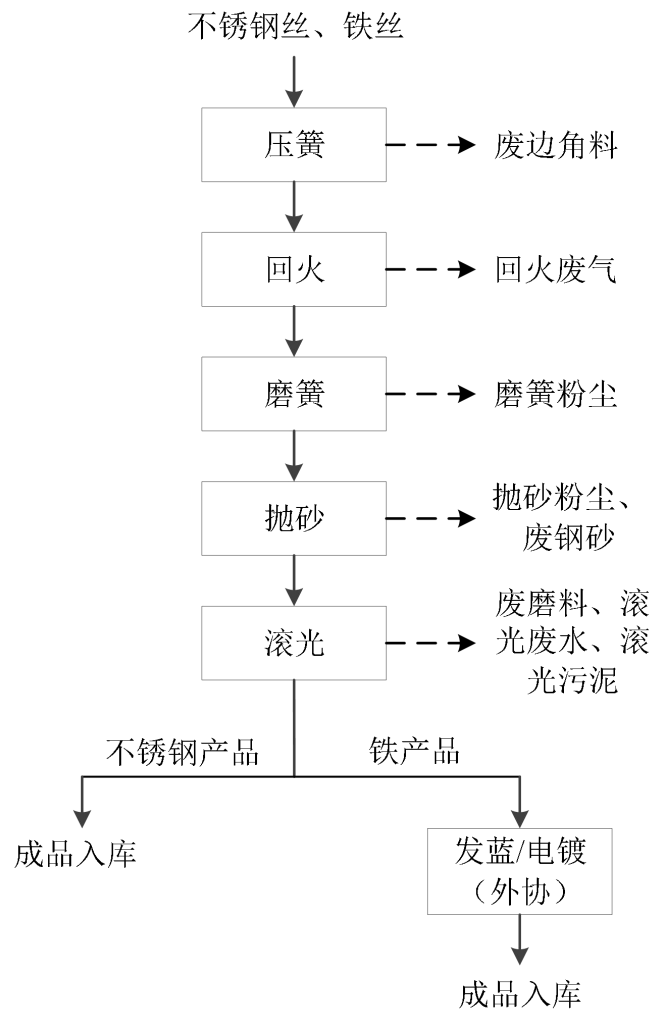 不锈钢丝、铁丝
压簧
废边角料
回火
回火废气
磨簧
磨簧粉尘
抛砂
抛砂粉尘、
废钢砂
滚光
废磨料、滚
光废水、滚
光污泥
不锈钢产品
铁产品
成品入库
发蓝/电镀
（外协）
成品入库